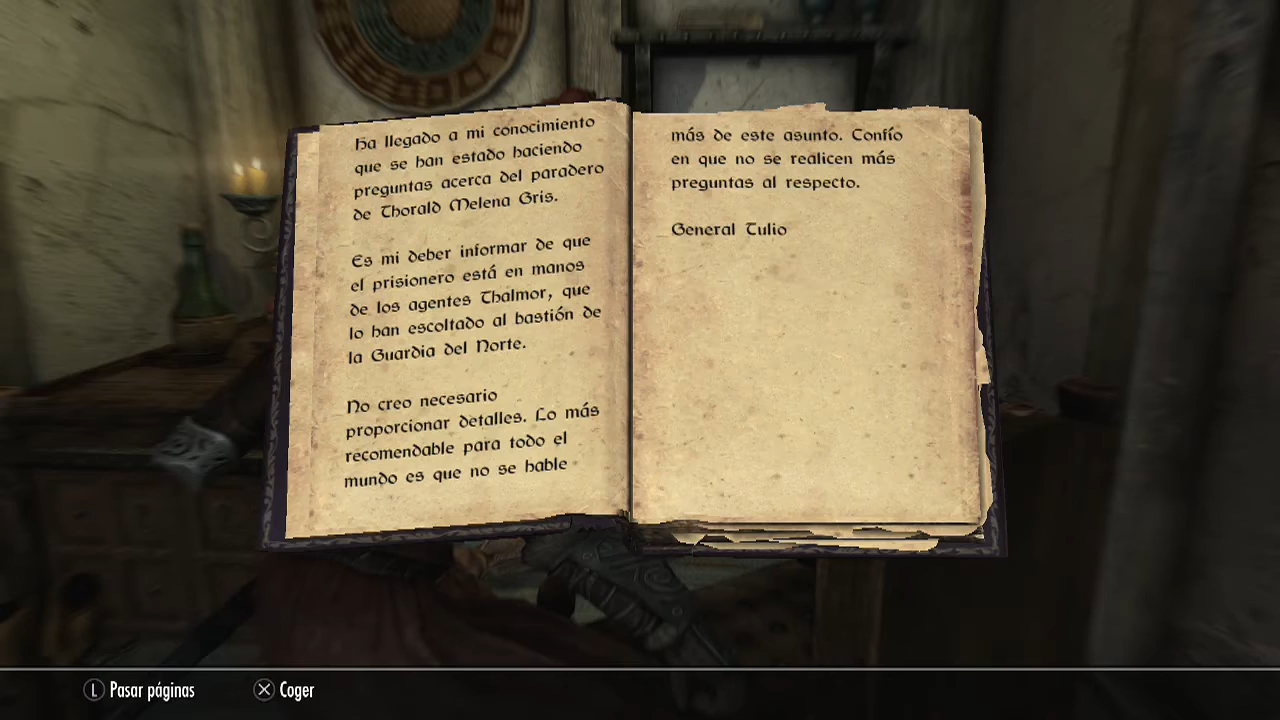 Ha llegado a mi conocimiento
que se han estado haciendo
preguntas acerca del paradero
de Thorald Melena Gris.
Es mi deber informar de que
el prisionero está en manos
de los agentes Thalmor, que
lo han escoltado al bastión de
la Guardia del Norte.
No creo necesario
proporcionar detalles. Lo más
recomendable para todo el
mundo es que no se hable
más de este asunto. Confío
en que no se realicen más
preguntas al respecto.
General Tulio
L Pasar páginas
X Coger